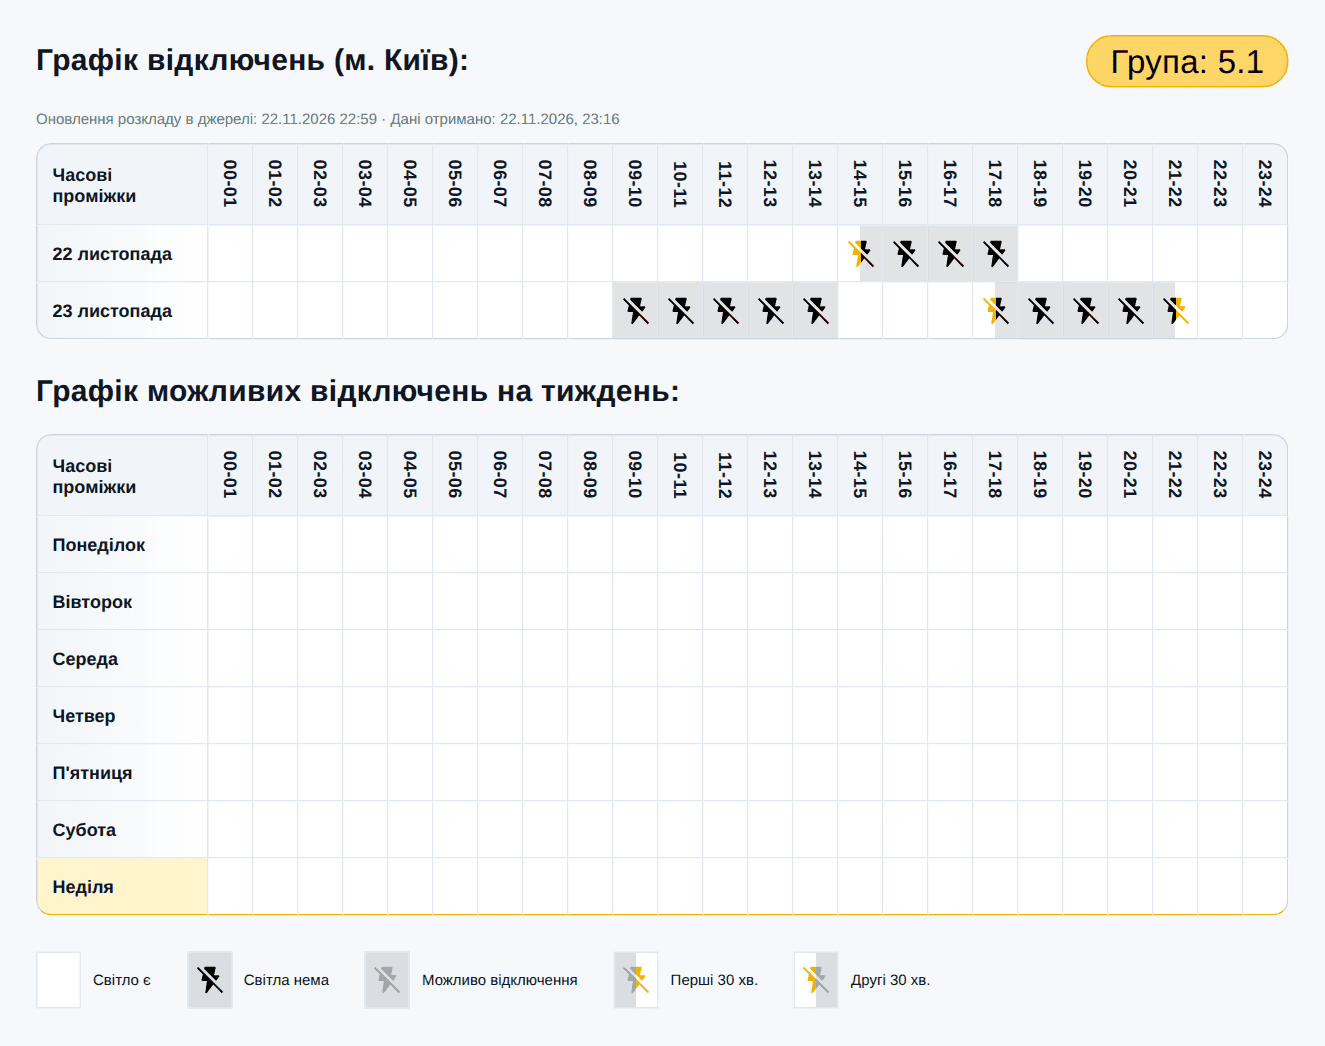 Графік відключень (м. Київ):
Група: 5.1
Оновлення розкладу в джерелі: 22.11.2026 22:59 · Дані отримано: 22.11.2026, 23:16
Часові проміжки 00-01 01-02 02-03 03-04 04-05 05-06 06-07 07-08 08-09 09-10 10-11 11-12 12-13 13-14 14-15 15-16 16-17 17-18 18-19 19-20 20-21 21-22 22-23 23-24
22 листопада
23 листопада
Графік можливих відключень на тиждень:
Часові проміжки 00-01 01-02 02-03 03-04 04-05 05-06 06-07 07-08 08-09 09-10 10-11 11-12 12-13 13-14 14-15 15-16 16-17 17-18 18-19 19-20 20-21 21-22 22-23 23-24
Понеділок
Вівторок
Середа
Четвер
П'ятниця
Субота
Неділя
Світло є Світла нема Можливо відключення Перші 30 хв. Другі 30 хв.